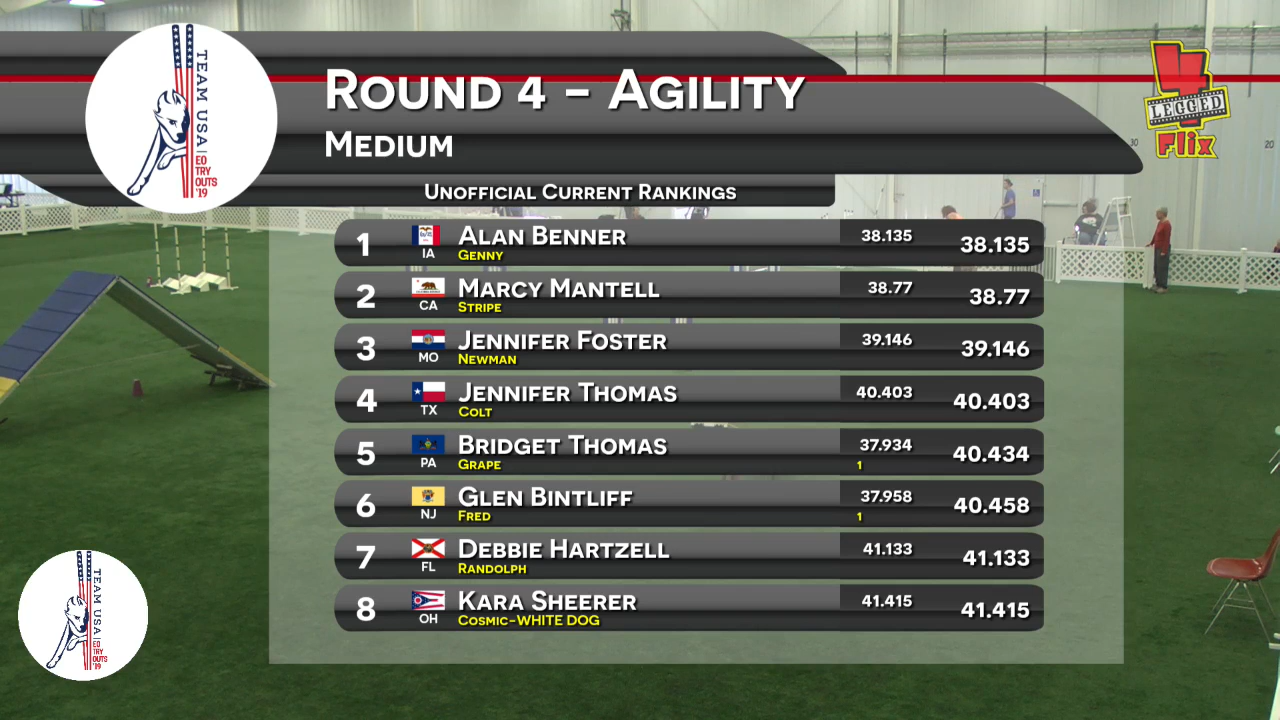 TEAM USA
EO
TRY
OUTS
'19
ROUND 4 - AGILITY
MEDIUM
UNOFFICIAL CURRENT RANKINGS
4 LEGGED
Flix
30
20
1 IA ALAN BENNER GENNY 38.135 38.135
2 CA MARCY MANTELL STRIPE 38.77 38.77
3 MO JENNIFER FOSTER NEWMAN 39.146 39.146
4 TX JENNIFER THOMAS COLT 40.403 40.403
5 PA BRIDGET THOMAS GRAPE 37.934 1 40.434
6 NJ GLEN BINTLIFF FRED 37.958 1 40.458
7 FL DEBBIE HARTZELL RANDOLPH 41.133 41.133
8 OH KARA SHEERER COSMIC-WHITE DOG 41.415 41.415
TEAM USA
EO
TRY
OUTS
'19